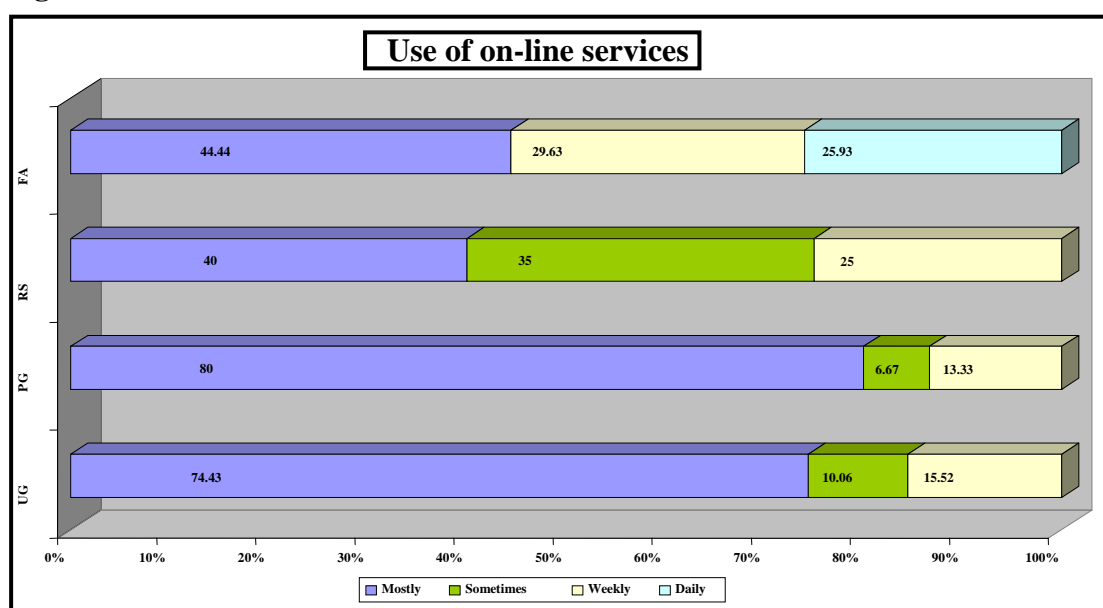 Use of on-line services
FA
44.44 29.63 25.93
RS
40 35 25
PG
80 6.67 13.33
UG
74.43 10.06 15.52
0% 10% 20% 30% 40% 50% 60% 70% 80% 90% 100%
Mostly Sometimes Weekly Daily